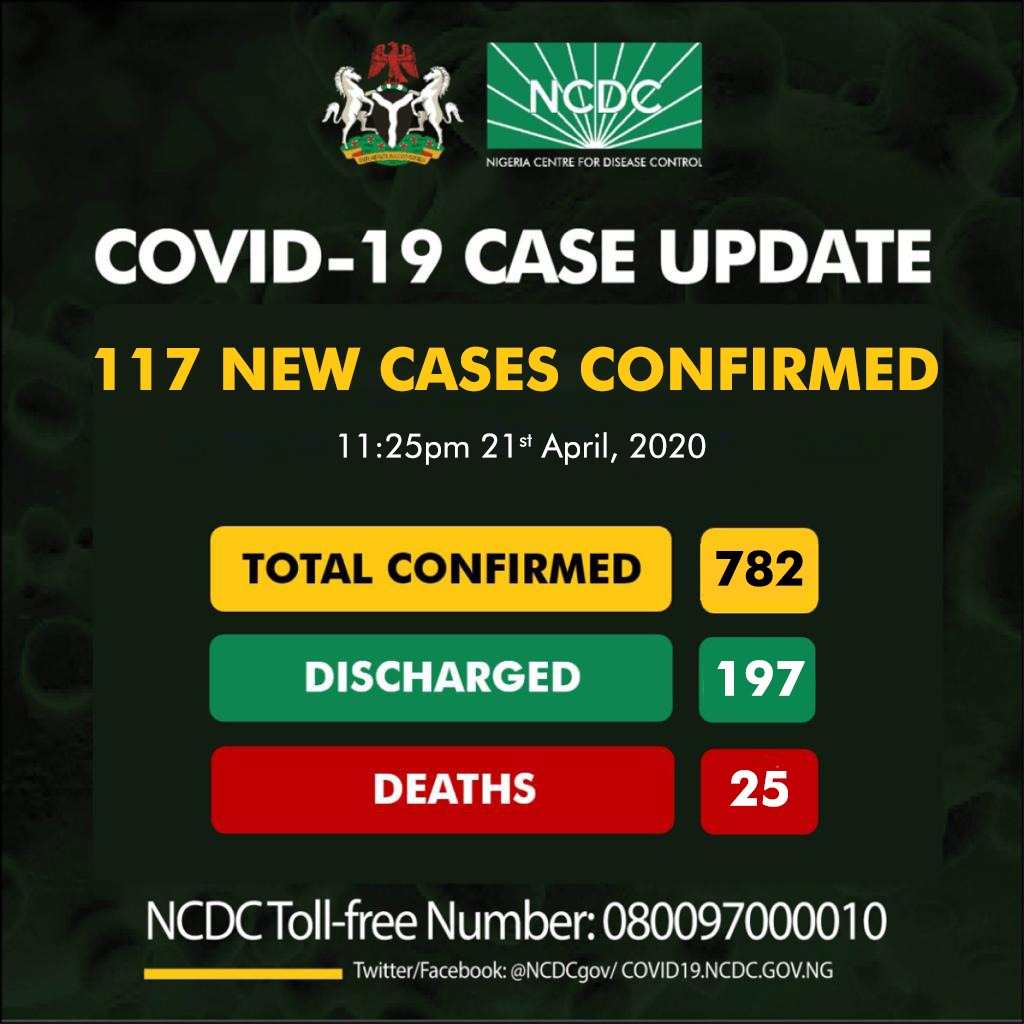 NCDC
NIGERIA CENTRE FOR DISEASE CONTROL
COVID-19 CASE UPDATE
117 NEW CASES CONFIRMED
11:25pm 21st April, 2020
TOTAL CONFIRMED 782
DISCHARGED 197
DEATHS 25
NCDC Toll-free Number: 080097000010
Twitter/Facebook: @NCDCgov/ COVID19.NCDC.GOV.NG